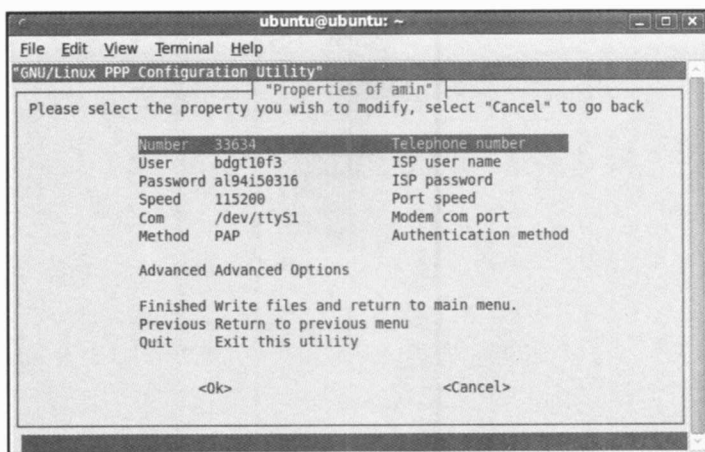 ubuntu@ubuntu: ~
File Edit View Terminal Help
"GNU/Linux PPP Configuration Utility"
"Properties of amin"
Please select the property you wish to modify, select "Cancel" to go back
Number 33634 Telephone number
User bdgt10f3 ISP user name
Password al94i50316 ISP password
Speed 115200 Port speed
Com /dev/ttyS1 Modem com port
Method PAP Authentication method
Advanced Advanced Options
Finished Write files and return to main menu.
Previous Return to previous menu
Quit Exit this utility
<Ok> <Cancel>